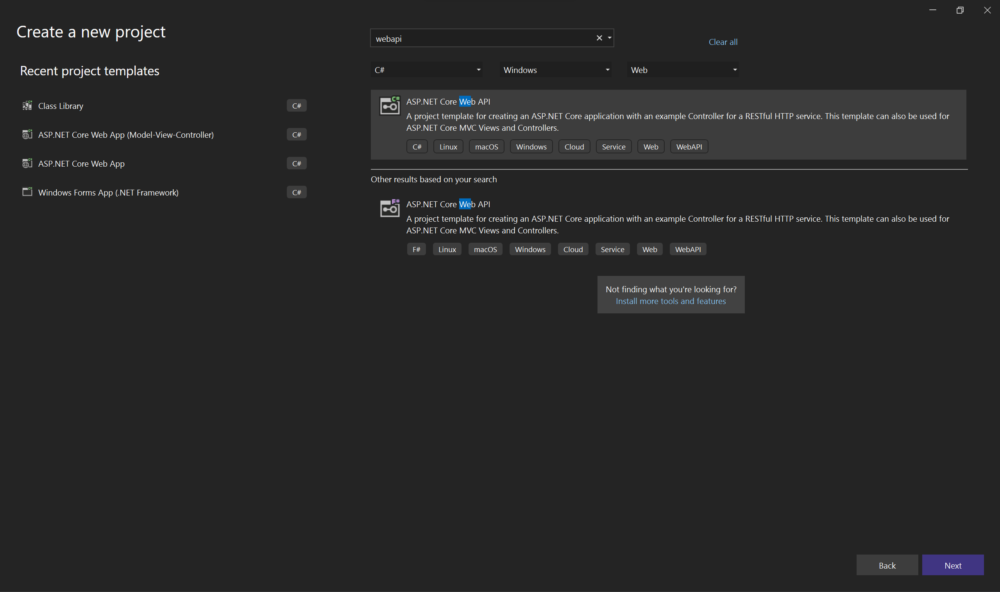 Create a new project
Recent project templates
Class Library
C#
ASP.NET Core Web App (Model-View-Controller)
C#
ASP.NET Core Web App
C#
Windows Forms App (.NET Framework)
C#
webapi
Clear all
C#
Windows
Web
C#
ASP.NET Core Web API
A project template for creating an ASP.NET Core application with an example Controller for a RESTful HTTP service. This template can also be used for
ASP.NET Core MVC Views and Controllers.
C# Linux macOS Windows Cloud Service Web WebAPI
Other results based on your search
F#
ASP.NET Core Web API
A project template for creating an ASP.NET Core application with an example Controller for a RESTful HTTP service. This template can also be used for
ASP.NET Core MVC Views and Controllers.
F# Linux macOS Windows Cloud Service Web WebAPI
Not finding what you're looking for?
Install more tools and features
Back
Next